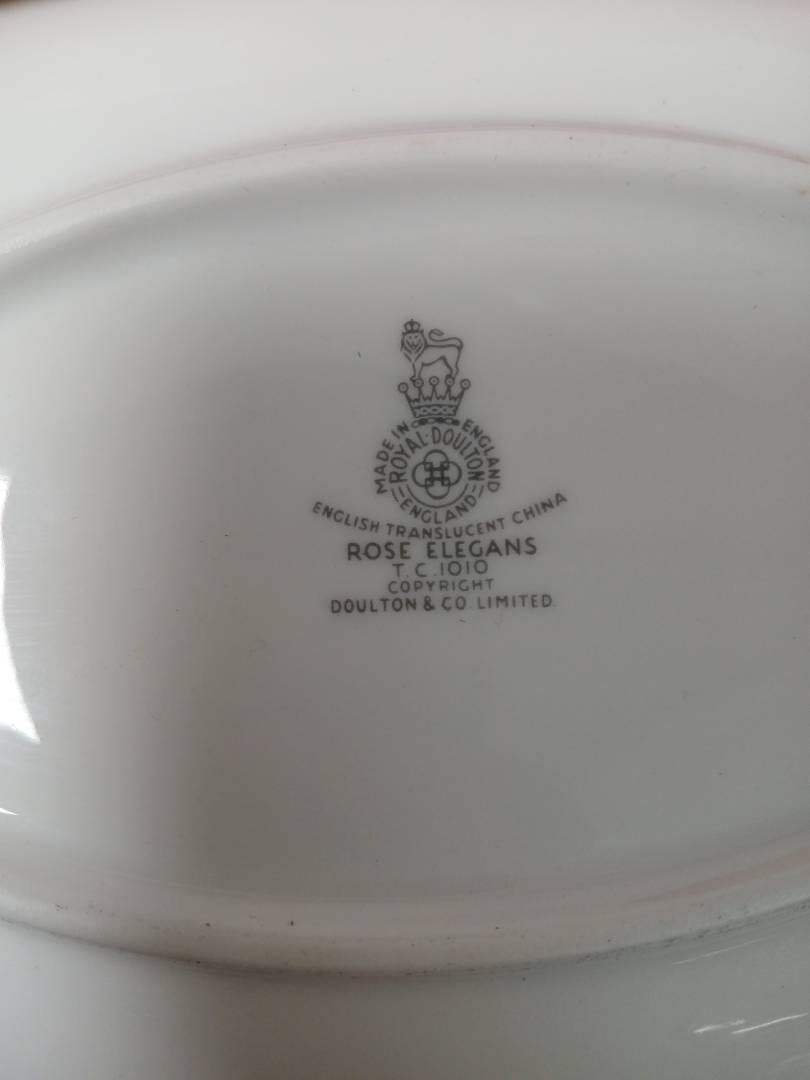 MADE IN ENGLAND
ROYAL·DOULTON
ENGLAND
ENGLISH TRANSLUCENT CHINA
ROSE ELEGANS
T.C.1010
COPYRIGHT
DOULTON & CO. LIMITED.